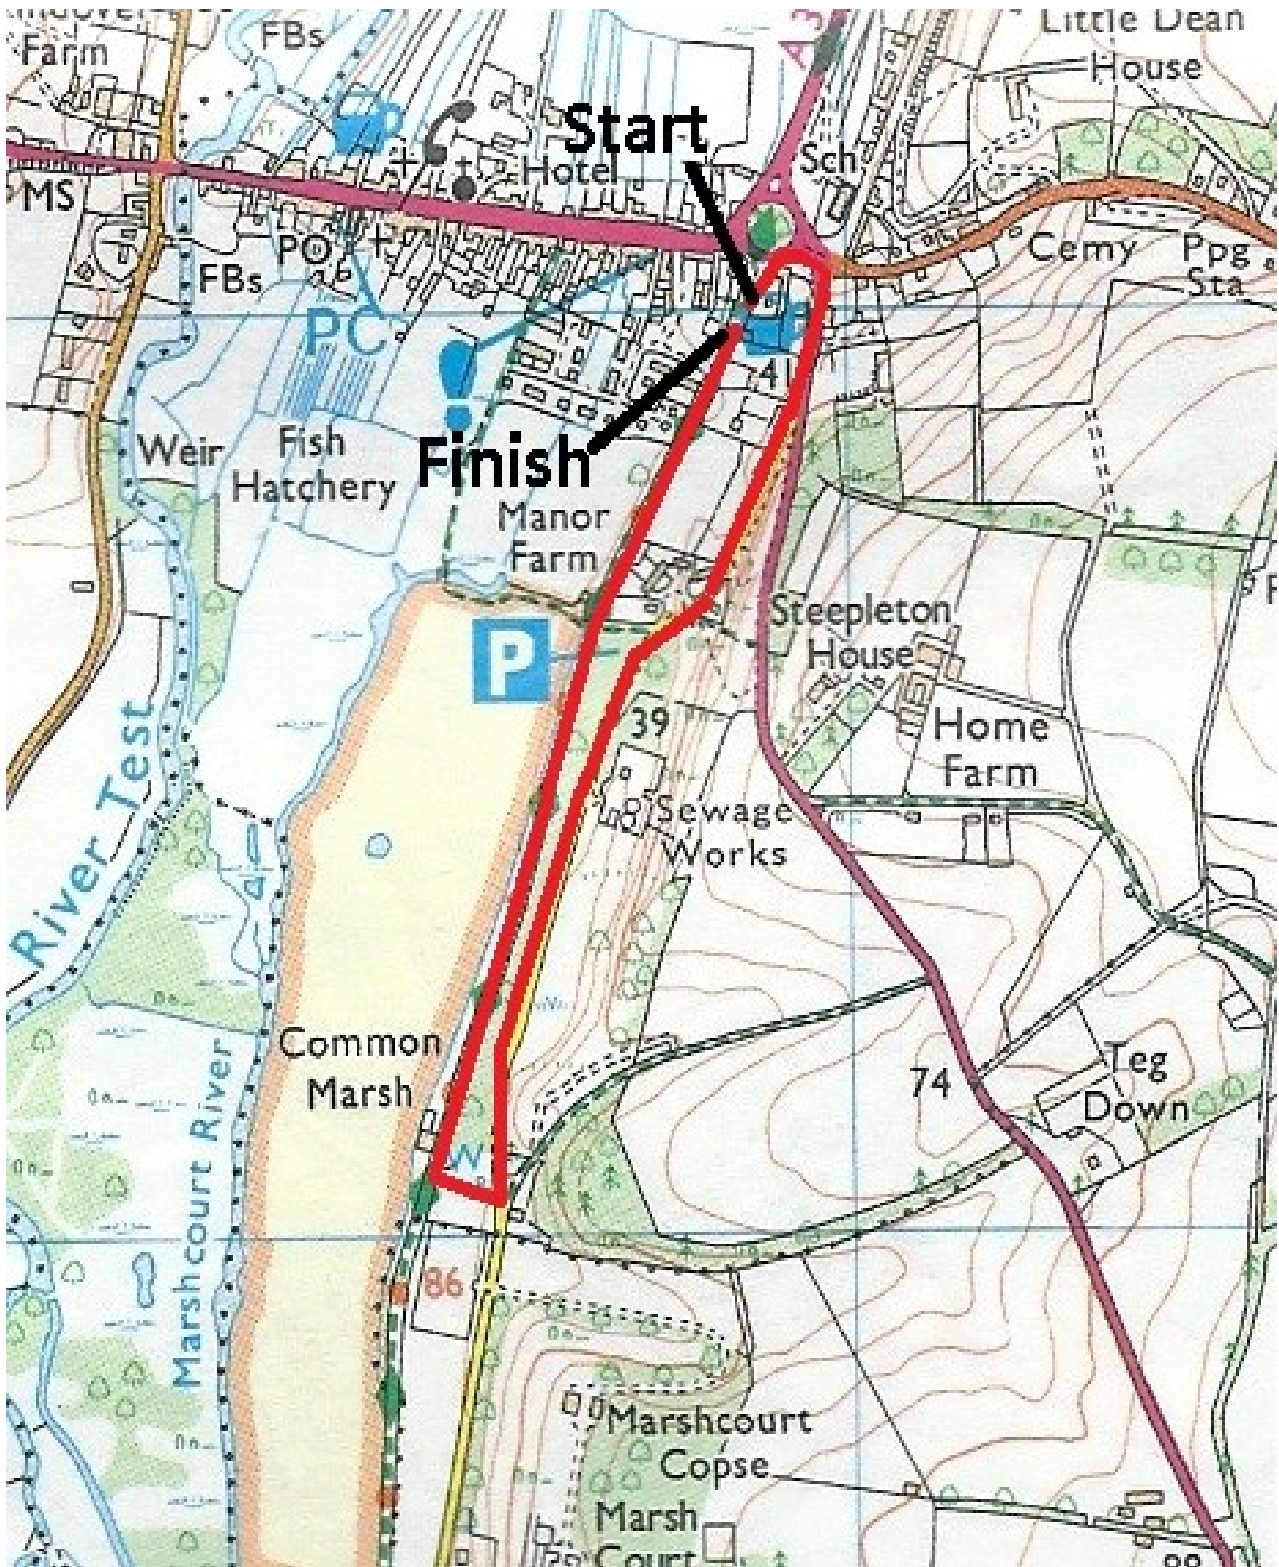 Farm
FBs
A3
Little Dean
House
Start
Sch
Hotel
MS
PO
FBs
Cemy
Ppg
Sta
PC
41
Weir
Fish
Hatchery
Finish
Manor
Farm
Steepleton
House
P
39
Home
Farm
River Test
Sewage
Works
Common
Marsh
74
Teg
Down
W
Marshcourt River
86
Marshcourt
Copse
Marsh
Court